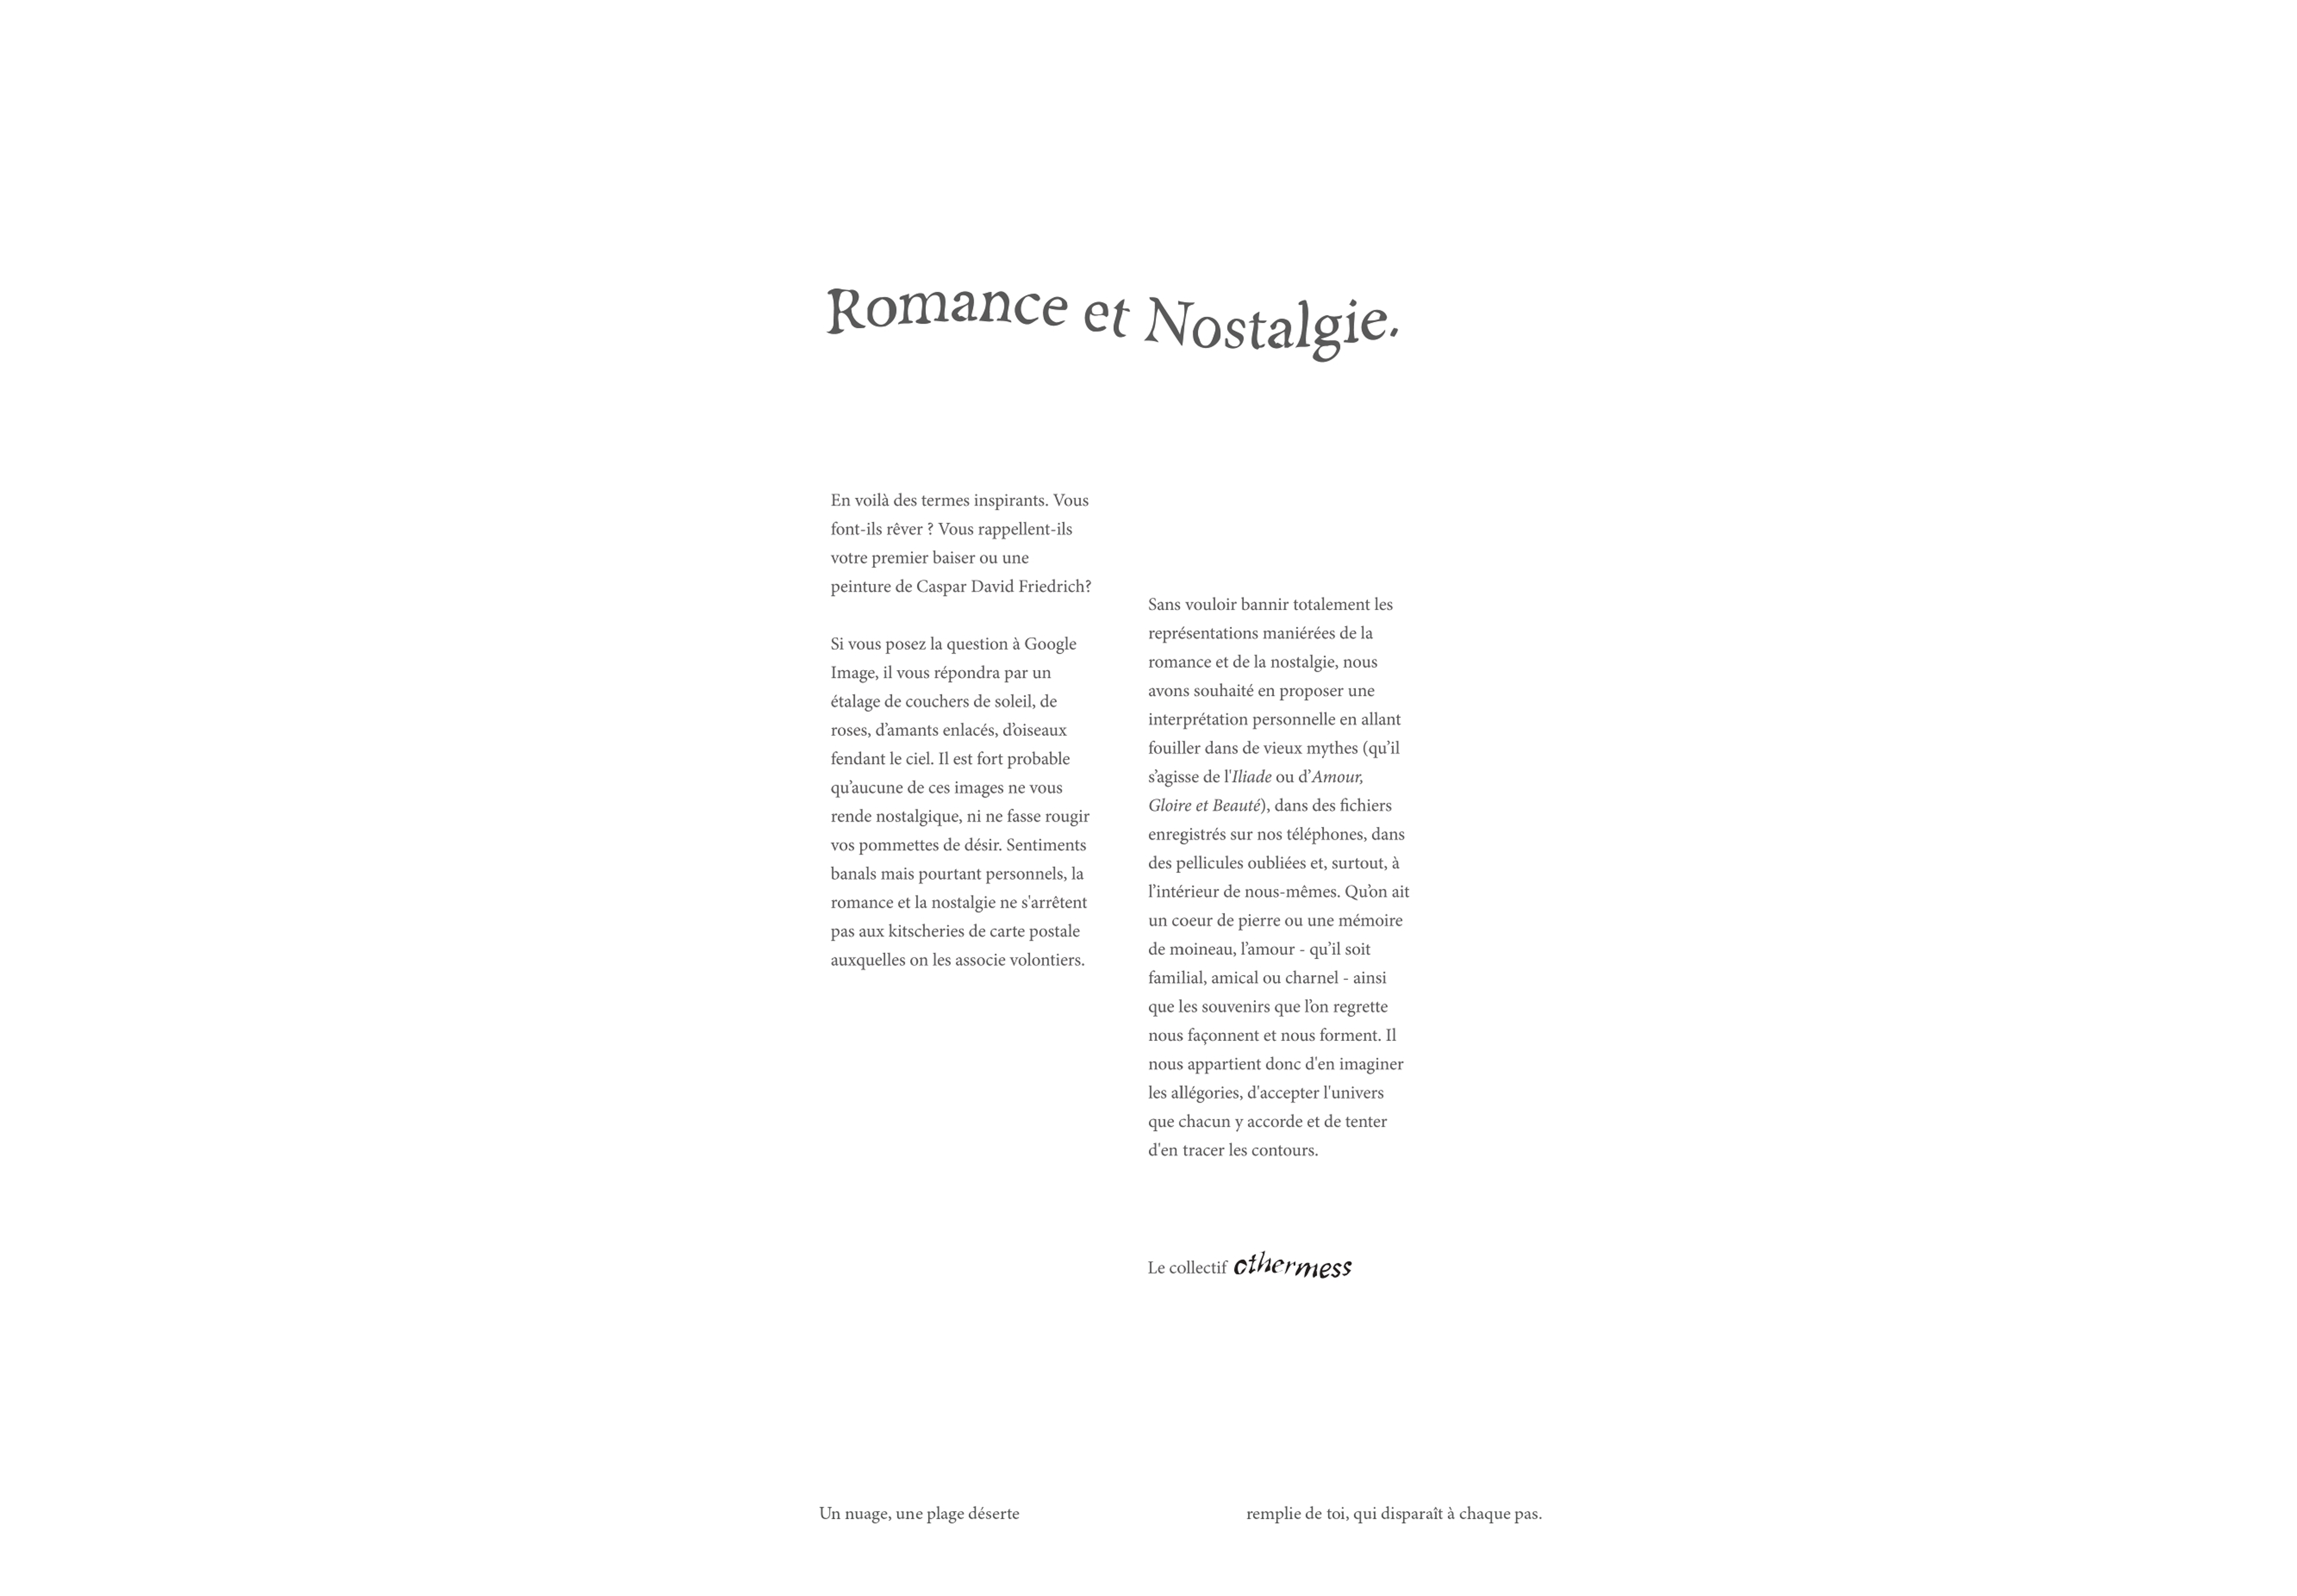 Romance et Nostalgie.
En voilà des termes inspirants. Vous
font-ils rêver ? Vous rappellent-ils
votre premier baiser ou une
peinture de Caspar David Friedrich?
Si vous posez la question à Google
Image, il vous répondra par un
étalage de couchers de soleil, de
roses, d’amants enlacés, d’oiseaux
fendant le ciel. Il est fort probable
qu’aucune de ces images ne vous
rende nostalgique, ni ne fasse rougir
vos pommettes de désir. Sentiments
banals mais pourtant personnels, la
romance et la nostalgie ne s'arrêtent
pas aux kitscheries de carte postale
auxquelles on les associe volontiers.
Sans vouloir bannir totalement les
représentations maniérées de la
romance et de la nostalgie, nous
avons souhaité en proposer une
interprétation personnelle en allant
fouiller dans de vieux mythes (qu’il
s’agisse de l'Iliade ou d’Amour,
Gloire et Beauté), dans des fichiers
enregistrés sur nos téléphones, dans
des pellicules oubliées et, surtout, à
l’intérieur de nous-mêmes. Qu’on ait
un coeur de pierre ou une mémoire
de moineau, l’amour - qu’il soit
familial, amical ou charnel - ainsi
que les souvenirs que l’on regrette
nous façonnent et nous forment. Il
nous appartient donc d'en imaginer
les allégories, d'accepter l'univers
que chacun y accorde et de tenter
d'en tracer les contours.
Le collectif othermess
Un nuage, une plage déserte remplie de toi, qui disparaît à chaque pas.